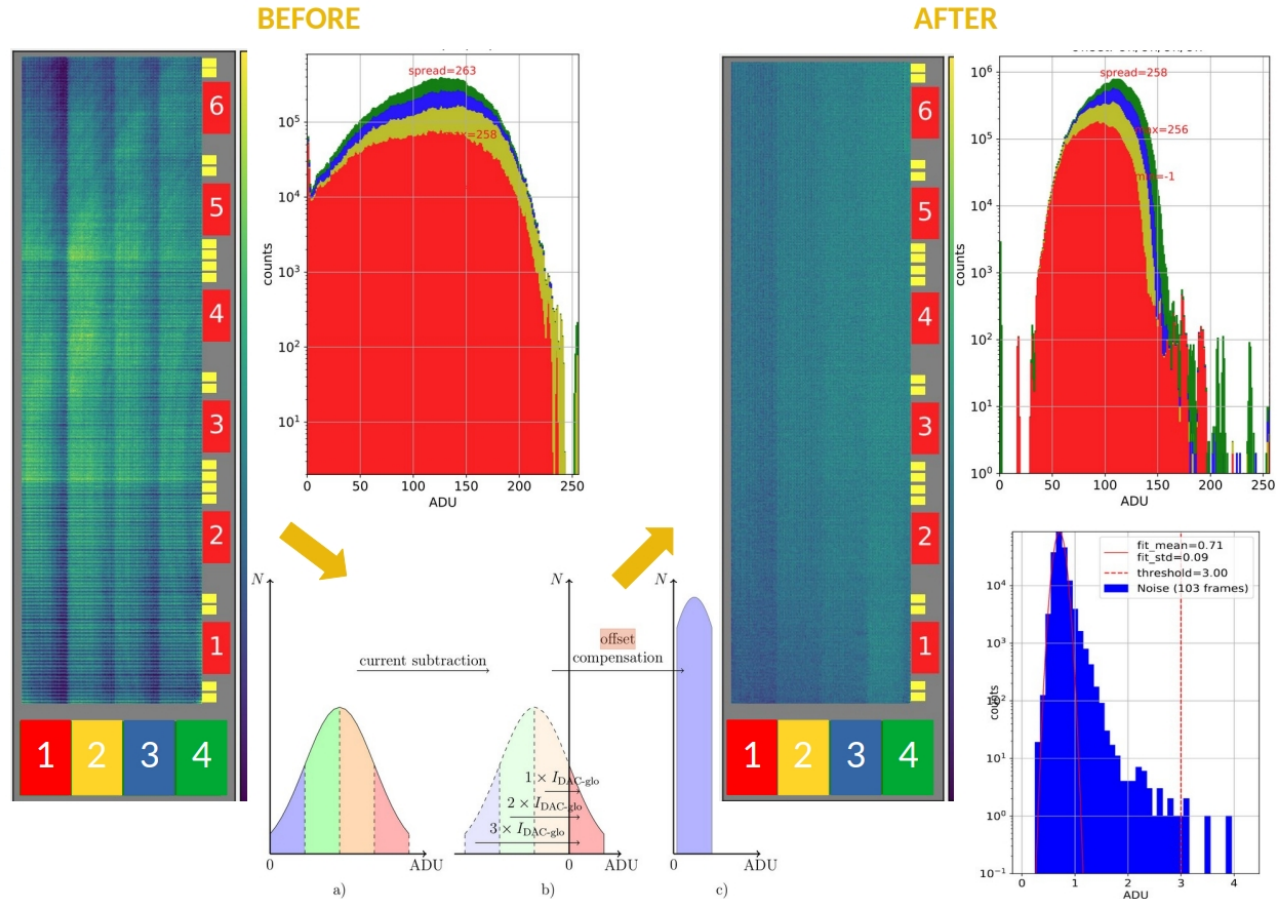 BEFORE
AFTER
6
5
4
3
2
1
1 2 3 4
spread=263
=258
counts
10⁵
10⁴
10³
10²
10¹
0 50 100 150 200 250
ADU
6
5
4
3
2
1
1 2 3 4
spread=258
max=256
min=-1
counts
10⁶
10⁵
10⁴
10³
10²
10¹
10⁰
0 50 100 150 200 250
ADU
N
current subtraction
0 ADU
a)
N
offset
compensation
1 × I_DAC-glo
2 × I_DAC-glo
3 × I_DAC-glo
0 ADU
b)
N
0 ADU
c)
fit_mean=0.71
fit_std=0.09
threshold=3.00
Noise (103 frames)
counts
10⁴
10³
10²
10¹
10⁰
10⁻¹
0 1 2 3 4
ADU